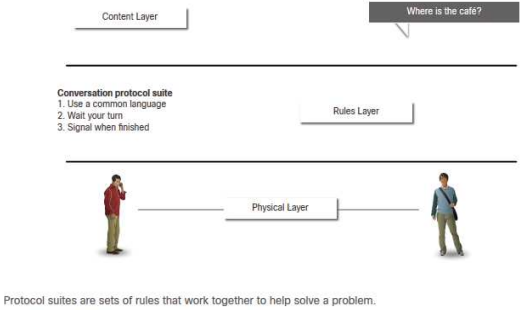 Content Layer
Where is the café?
Conversation protocol suite
1. Use a common language
2. Wait your turn
3. Signal when finished
Rules Layer
Physical Layer
Protocol suites are sets of rules that work together to help solve a problem.